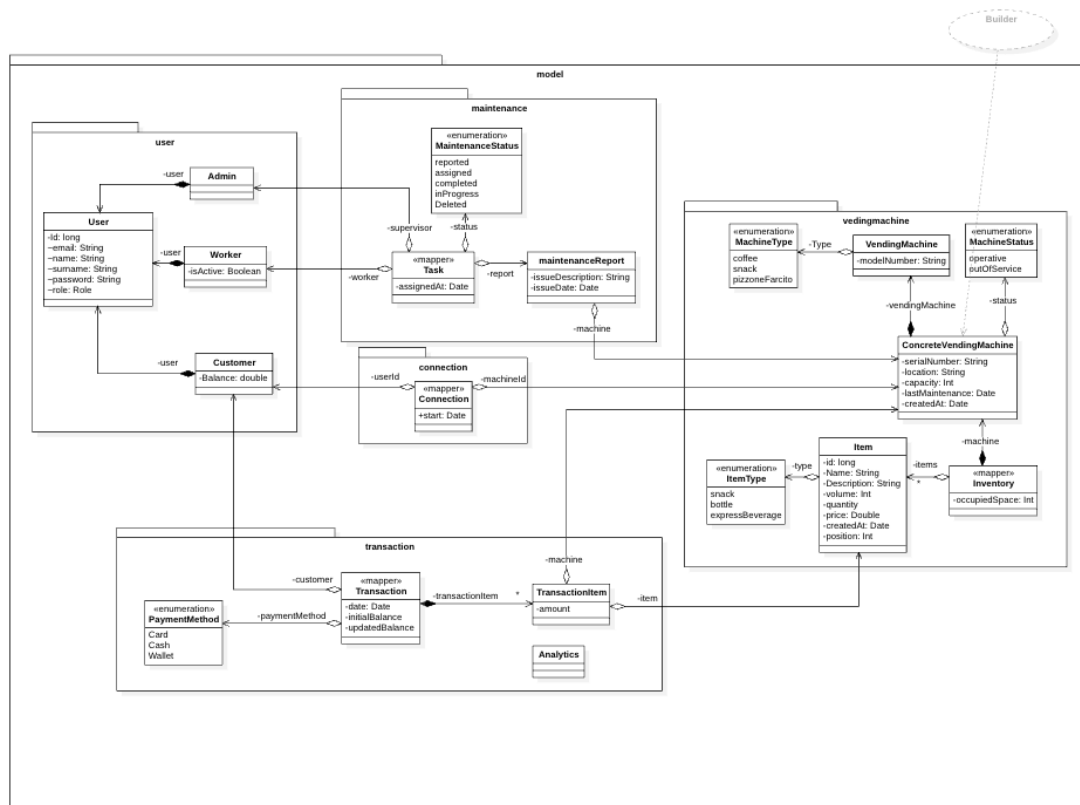 Builder
model
maintenance
«enumeration»
MaintenanceStatus
reported
assigned
completed
inProgress
Deleted
user
-user
Admin
User
-Id: long
~email: String
~name: String
~surname: String
~password: String
~role: Role
-user
Worker
-isActive: Boolean
-user
Customer
-Balance: double
-supervisor
-status
-worker
«mapper»
Task
-assignedAt: Date
-report
maintenanceReport
-issueDescription: String
-issueDate: Date
-machine
connection
-userId
«mapper»
Connection
+start: Date
-machineId
vedingmachine
«enumeration»
MachineType
coffee
snack
pizzoneFarcito
-Type
VendingMachine
-modelNumber: String
«enumeration»
MachineStatus
operative
outOfService
-vendingMachine
-status
ConcreteVendingMachine
-serialNumber: String
-location: String
-capacity: Int
-lastMaintenance: Date
-createdAt: Date
-machine
«enumeration»
ItemType
snack
bottle
expressBeverage
-type
Item
-id: long
-Name: String
-Description: String
-volume: Int
-quantity
-price: Double
-createdAt: Date
-position: Int
-items
*
«mapper»
Inventory
-occupiedSpace: Int
transaction
-customer
«enumeration»
PaymentMethod
Card
Cash
Wallet
-paymentMethod
«mapper»
Transaction
-date: Date
-initialBalance
-updatedBalance
-transactionItem
*
-machine
TransactionItem
-amount
-item
Analytics